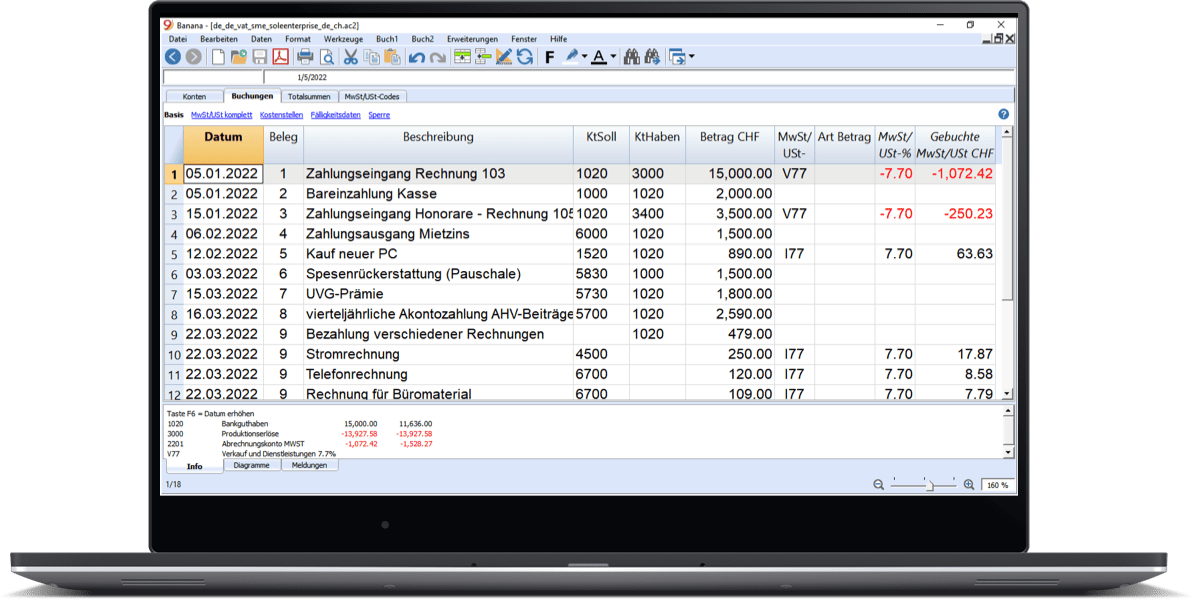 Banana - [de_de_vat_sme_soleenterprise_de_ch.ac2]
Datei Bearbeiten Daten Format Werkzeuge Buch1 Buch2 Erweiterungen Fenster Hilfe
F A
1/5/2022
Konten Buchungen Totalsummen MwSt/USt-Codes
Basis MwSt/USt komplett Kostenstellen Fälligkeitsdaten Sperre ?
Datum Beleg Beschreibung KtSoll KtHaben Betrag CHF MwSt/ USt- Art Betrag MwSt/ USt-% Gebuchte MwSt/USt CHF
1 05.01.2022 1 Zahlungseingang Rechnung 103 1020 3000 15,000.00 V77 -7.70 -1,072.42
2 05.01.2022 2 Bareinzahlung Kasse 1000 1020 2,000.00
3 15.01.2022 3 Zahlungseingang Honorare - Rechnung 105 1020 3400 3,500.00 V77 -7.70 -250.23
4 06.02.2022 4 Zahlungsausgang Mietzins 6000 1020 1,500.00
5 12.02.2022 5 Kauf neuer PC 1520 1020 890.00 I77 7.70 63.63
6 03.03.2022 6 Spesenrückerstattung (Pauschale) 5830 1000 1,500.00
7 15.03.2022 7 UVG-Prämie 5730 1020 1,800.00
8 16.03.2022 8 vierteljährliche Akontozahlung AHV-Beiträge 5700 1020 2,590.00
9 22.03.2022 9 Bezahlung verschiedener Rechnungen 1020 479.00
10 22.03.2022 9 Stromrechnung 4500 250.00 I77 7.70 17.87
11 22.03.2022 9 Telefonrechnung 6700 120.00 I77 7.70 8.58
12 22.03.2022 9 Rechnung für Büromaterial 6700 109.00 I77 7.70 7.79
Taste F6 = Datum erhöhen
1020 Bankguthaben 15,000.00 11,636.00
3000 Produktionserlöse -13,927.58 -13,927.58
2201 Abrechnungskonto MWST -1,072.42 -1,528.27
V77 Verkauf und Dienstleistungen 7.7%
Info Diagramme Meldungen
1/18 160 %